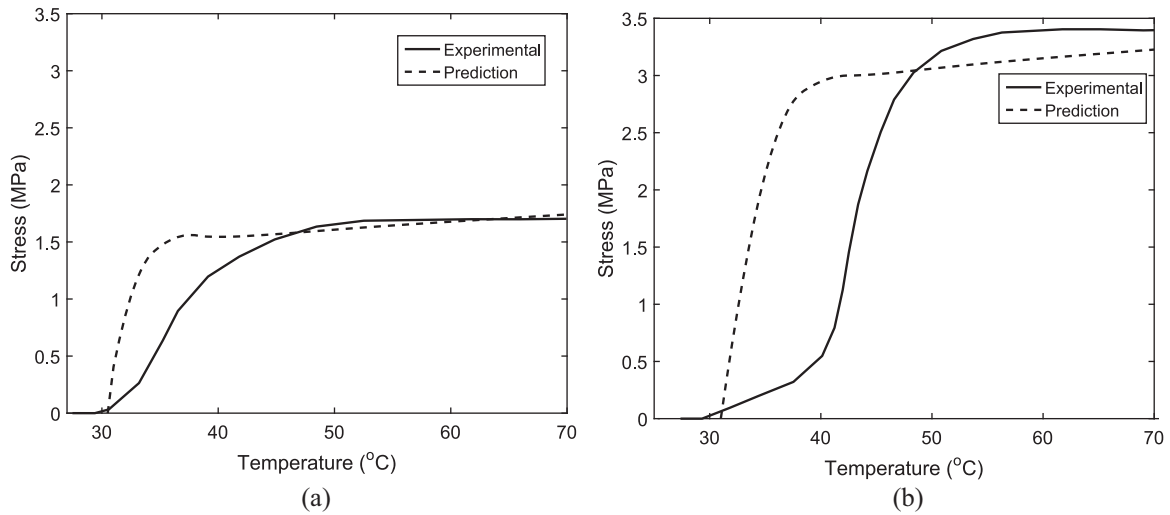 3.5
3
2.5
2
1.5
1
0.5
0
Stress (MPa)
30 40 50 60 70
Temperature (°C)
Experimental
Prediction
(a)
3.5
3
2.5
2
1.5
1
0.5
0
Stress (MPa)
30 40 50 60 70
Temperature (°C)
Experimental
Prediction
(b)